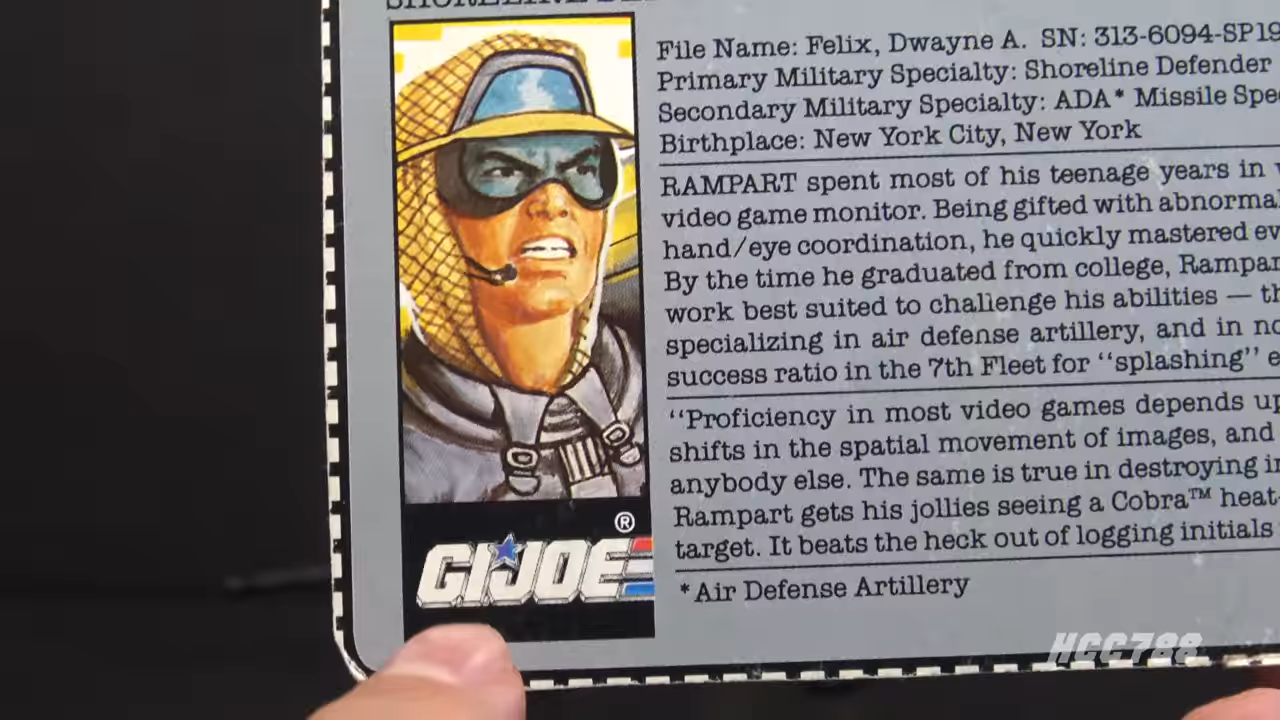 File Name: Felix, Dwayne A. SN: 313-6094-SP19
Primary Military Specialty: Shoreline Defender
Secondary Military Specialty: ADA* Missile Spe
Birthplace: New York City, New York
RAMPART spent most of his teenage years in
video game monitor. Being gifted with abnorma
hand/eye coordination, he quickly mastered ev
By the time he graduated from college, Rampar
work best suited to challenge his abilities — th
specializing in air defense artillery, and in no
success ratio in the 7th Fleet for "splashing" e
"Proficiency in most video games depends up
shifts in the spatial movement of images, and
anybody else. The same is true in destroying in
Rampart gets his jollies seeing a Cobra™ heat-
target. It beats the heck out of logging initials
*Air Defense Artillery
®
GI JOE
HCC788